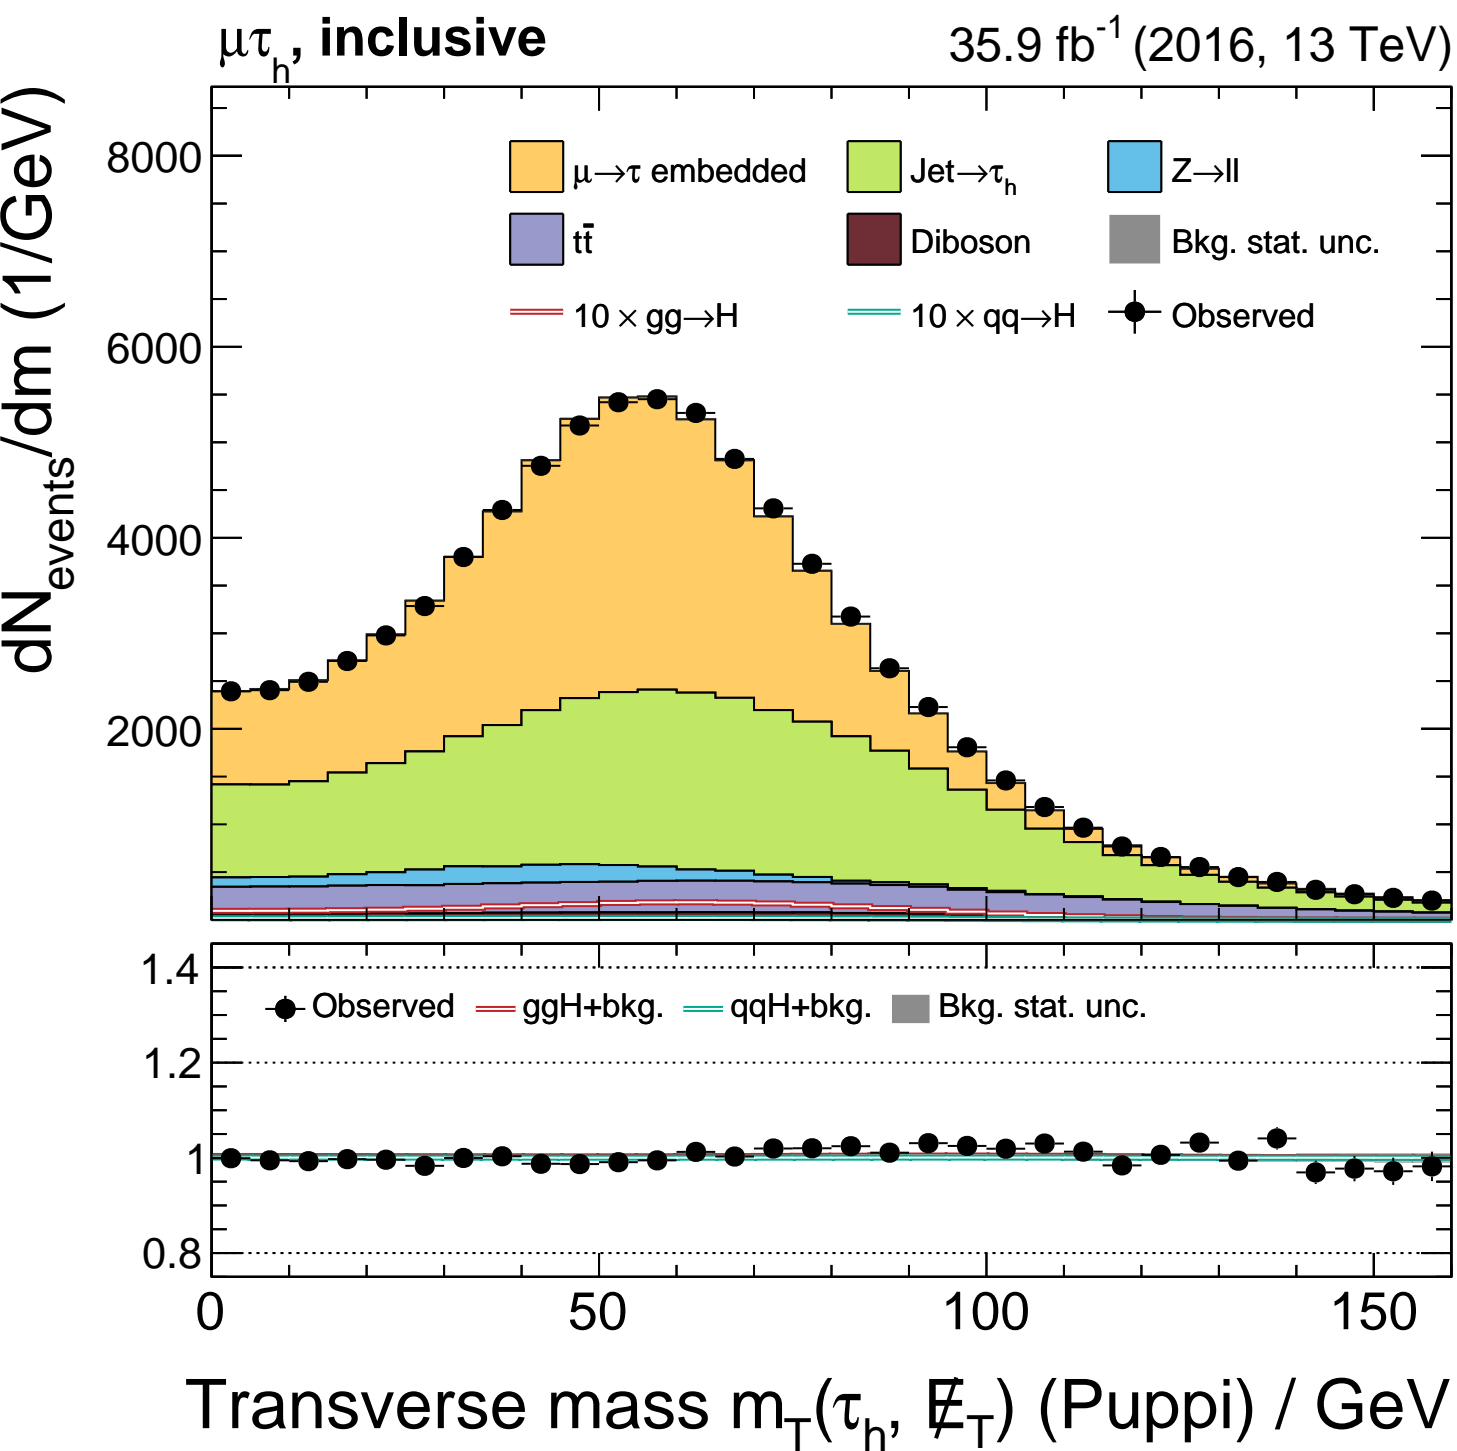 μτh, inclusive 35.9 fb-1 (2016, 13 TeV)
dNevents/dm (1/GeV)
8000
6000
4000
2000
μ→τ embedded Jet→τh Z→ll
tt̄ Diboson Bkg. stat. unc.
10 × gg→H 10 × qq→H Observed
1.4
1.2
1
0.8
Observed ggH+bkg. qqH+bkg. Bkg. stat. unc.
0 50 100 150
Transverse mass mT(τh, E̸T) (Puppi) / GeV